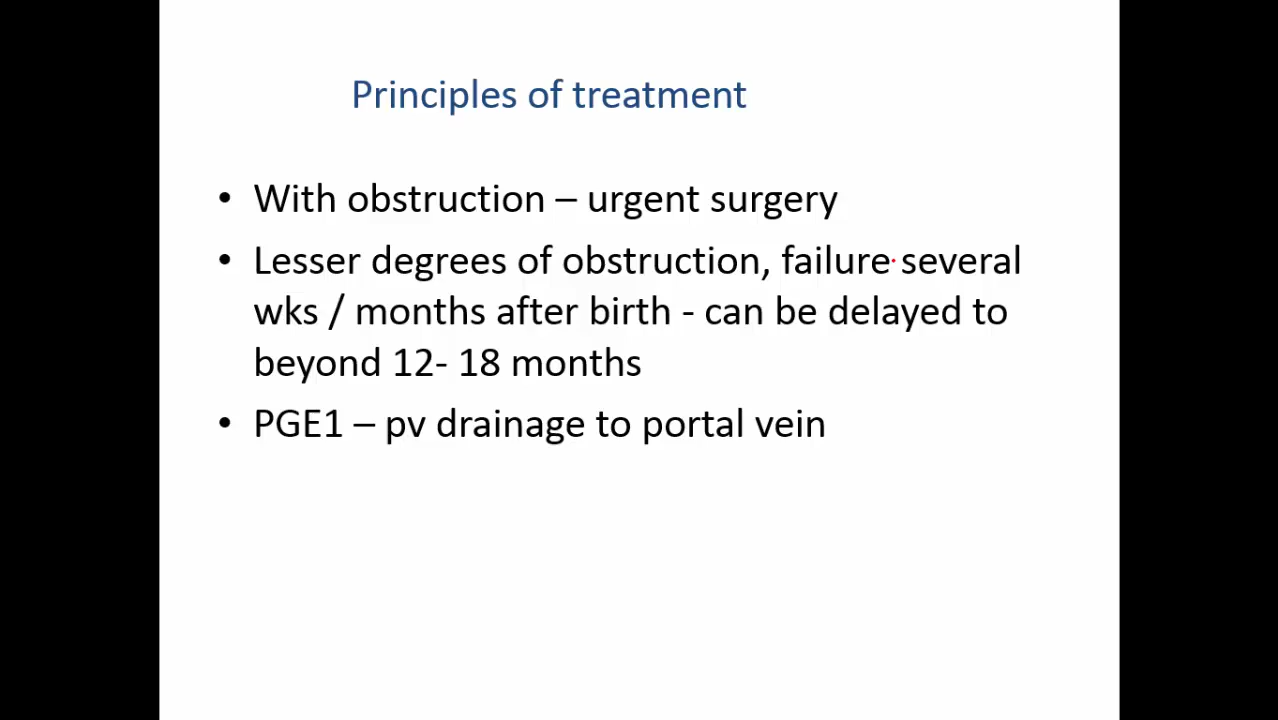 Principles of treatment
• With obstruction – urgent surgery
• Lesser degrees of obstruction, failure several
wks / months after birth - can be delayed to
beyond 12- 18 months
• PGE1 – pv drainage to portal vein